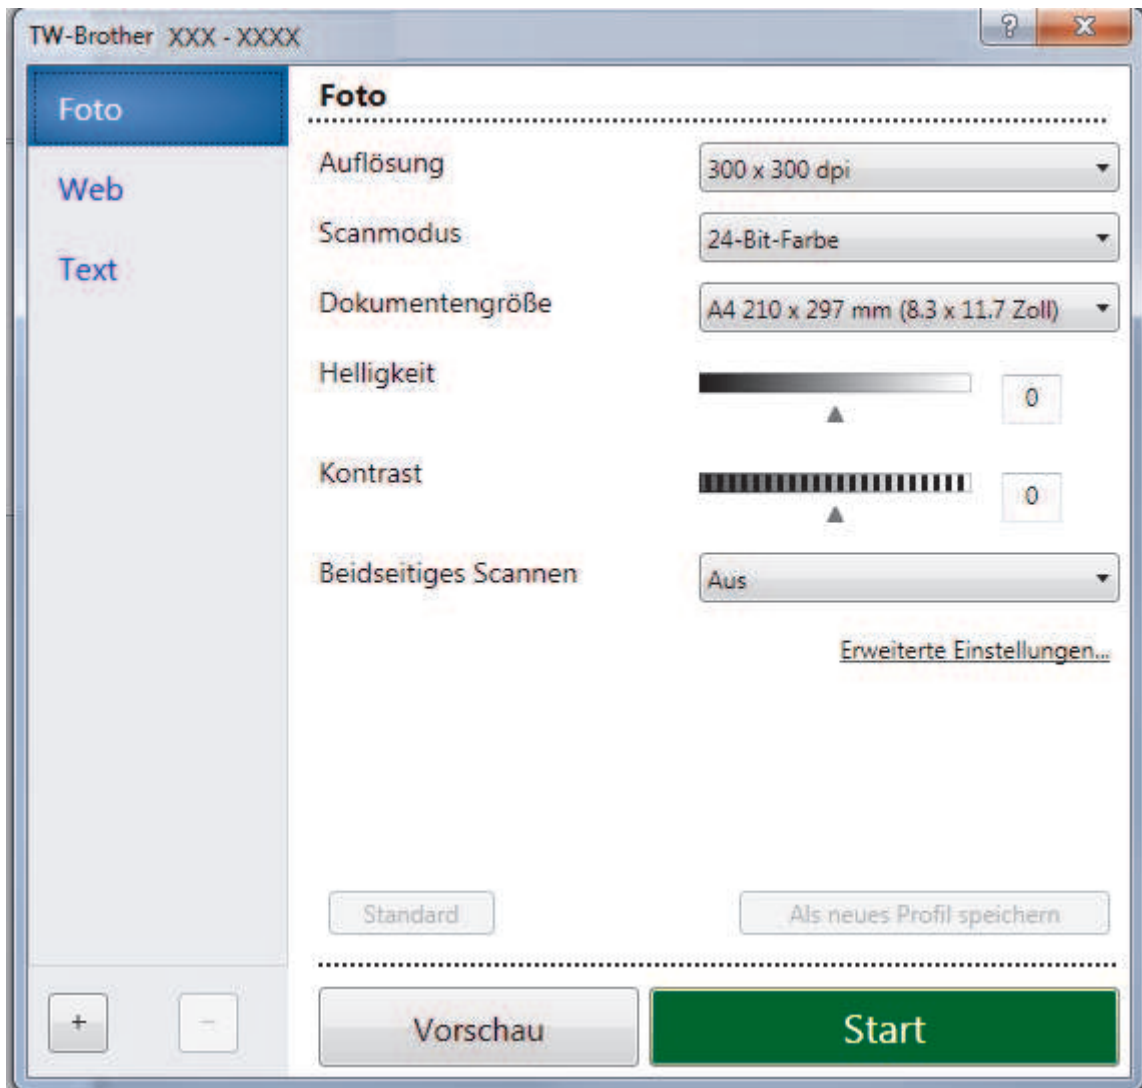 TW-Brother XXX - XXXX
Foto
Web
Text
Foto
Auflösung 300 x 300 dpi
Scanmodus 24-Bit-Farbe
Dokumentengröße A4 210 x 297 mm (8.3 x 11.7 Zoll)
Helligkeit 0
Kontrast 0
Beidseitiges Scannen Aus
Erweiterte Einstellungen...
Standard Als neues Profil speichern
+ − Vorschau Start